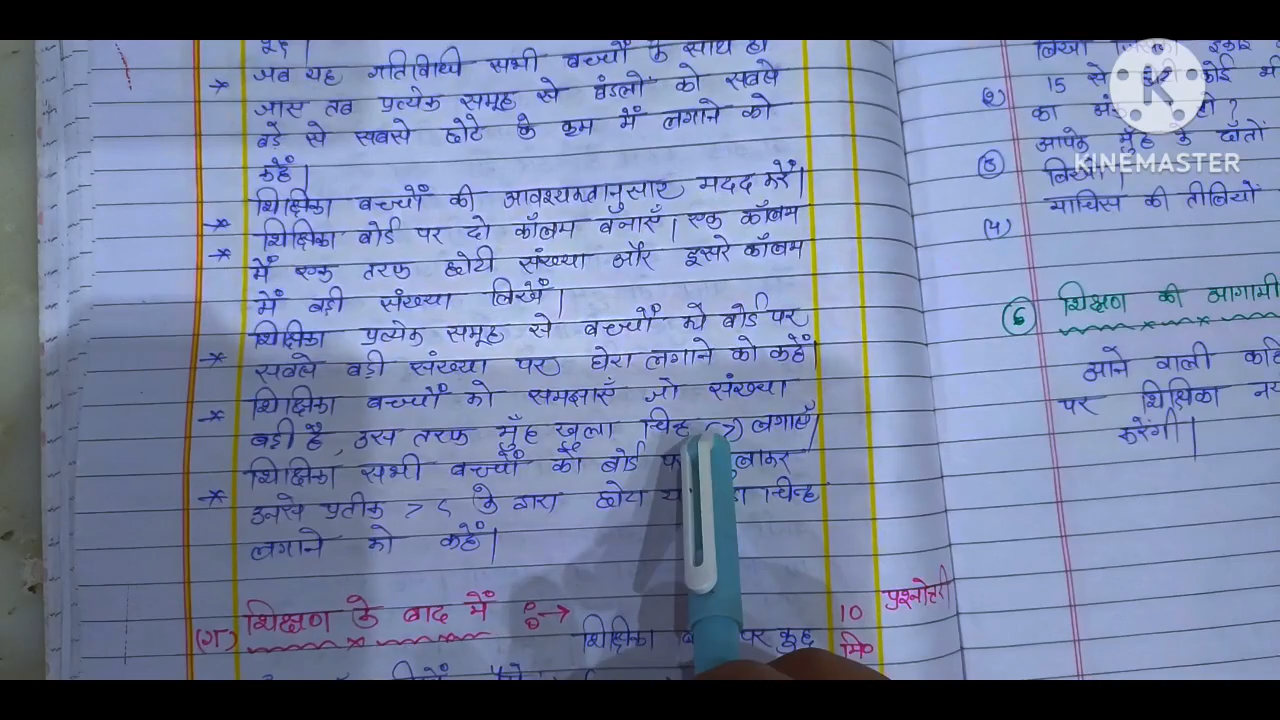 जब यह गतिविधि सभी बच्चों के साथ हो
* जाए तब प्रत्येक समूह से बंडलों को सबसे
बड़े से सबसे छोटे के क्रम में लगाने को
कहें।
* शिक्षिका बच्चों की आवश्यकतानुसार मदद करें।
* शिक्षिका बोर्ड पर दो कॉलम बनाएँ। एक कॉलम
में एक तरफ छोटी संख्या और दूसरे कॉलम
में बड़ी संख्या लिखें।
* शिक्षिका प्रत्येक समूह से बच्चों को बोर्ड पर
सबसे बड़ी संख्या पर घेरा लगाने को कहें।
* शिक्षिका बच्चों को समझाएँ जो संख्या
बड़ी है, उस तरफ मुँह खुला चिन्ह (>) लगाएँ।
* शिक्षिका सभी बच्चों को बोर्ड
उनसे प्रतीक > < के द्वारा छोटा चिन्ह
लगाने को कहें।
(ग) शिक्षण के बाद में →
10 मि०
प्रश्नोत्तरी
शिक्षिका पर कुछ
15 से
(2) का
आपके मुँह के दाँतों
(3) लिखो।
(4) माचिस की तीलियों
(6) शिक्षण की आगामी
आने वाली
पर शिक्षिका
करेंगी।
K
KINEMASTER